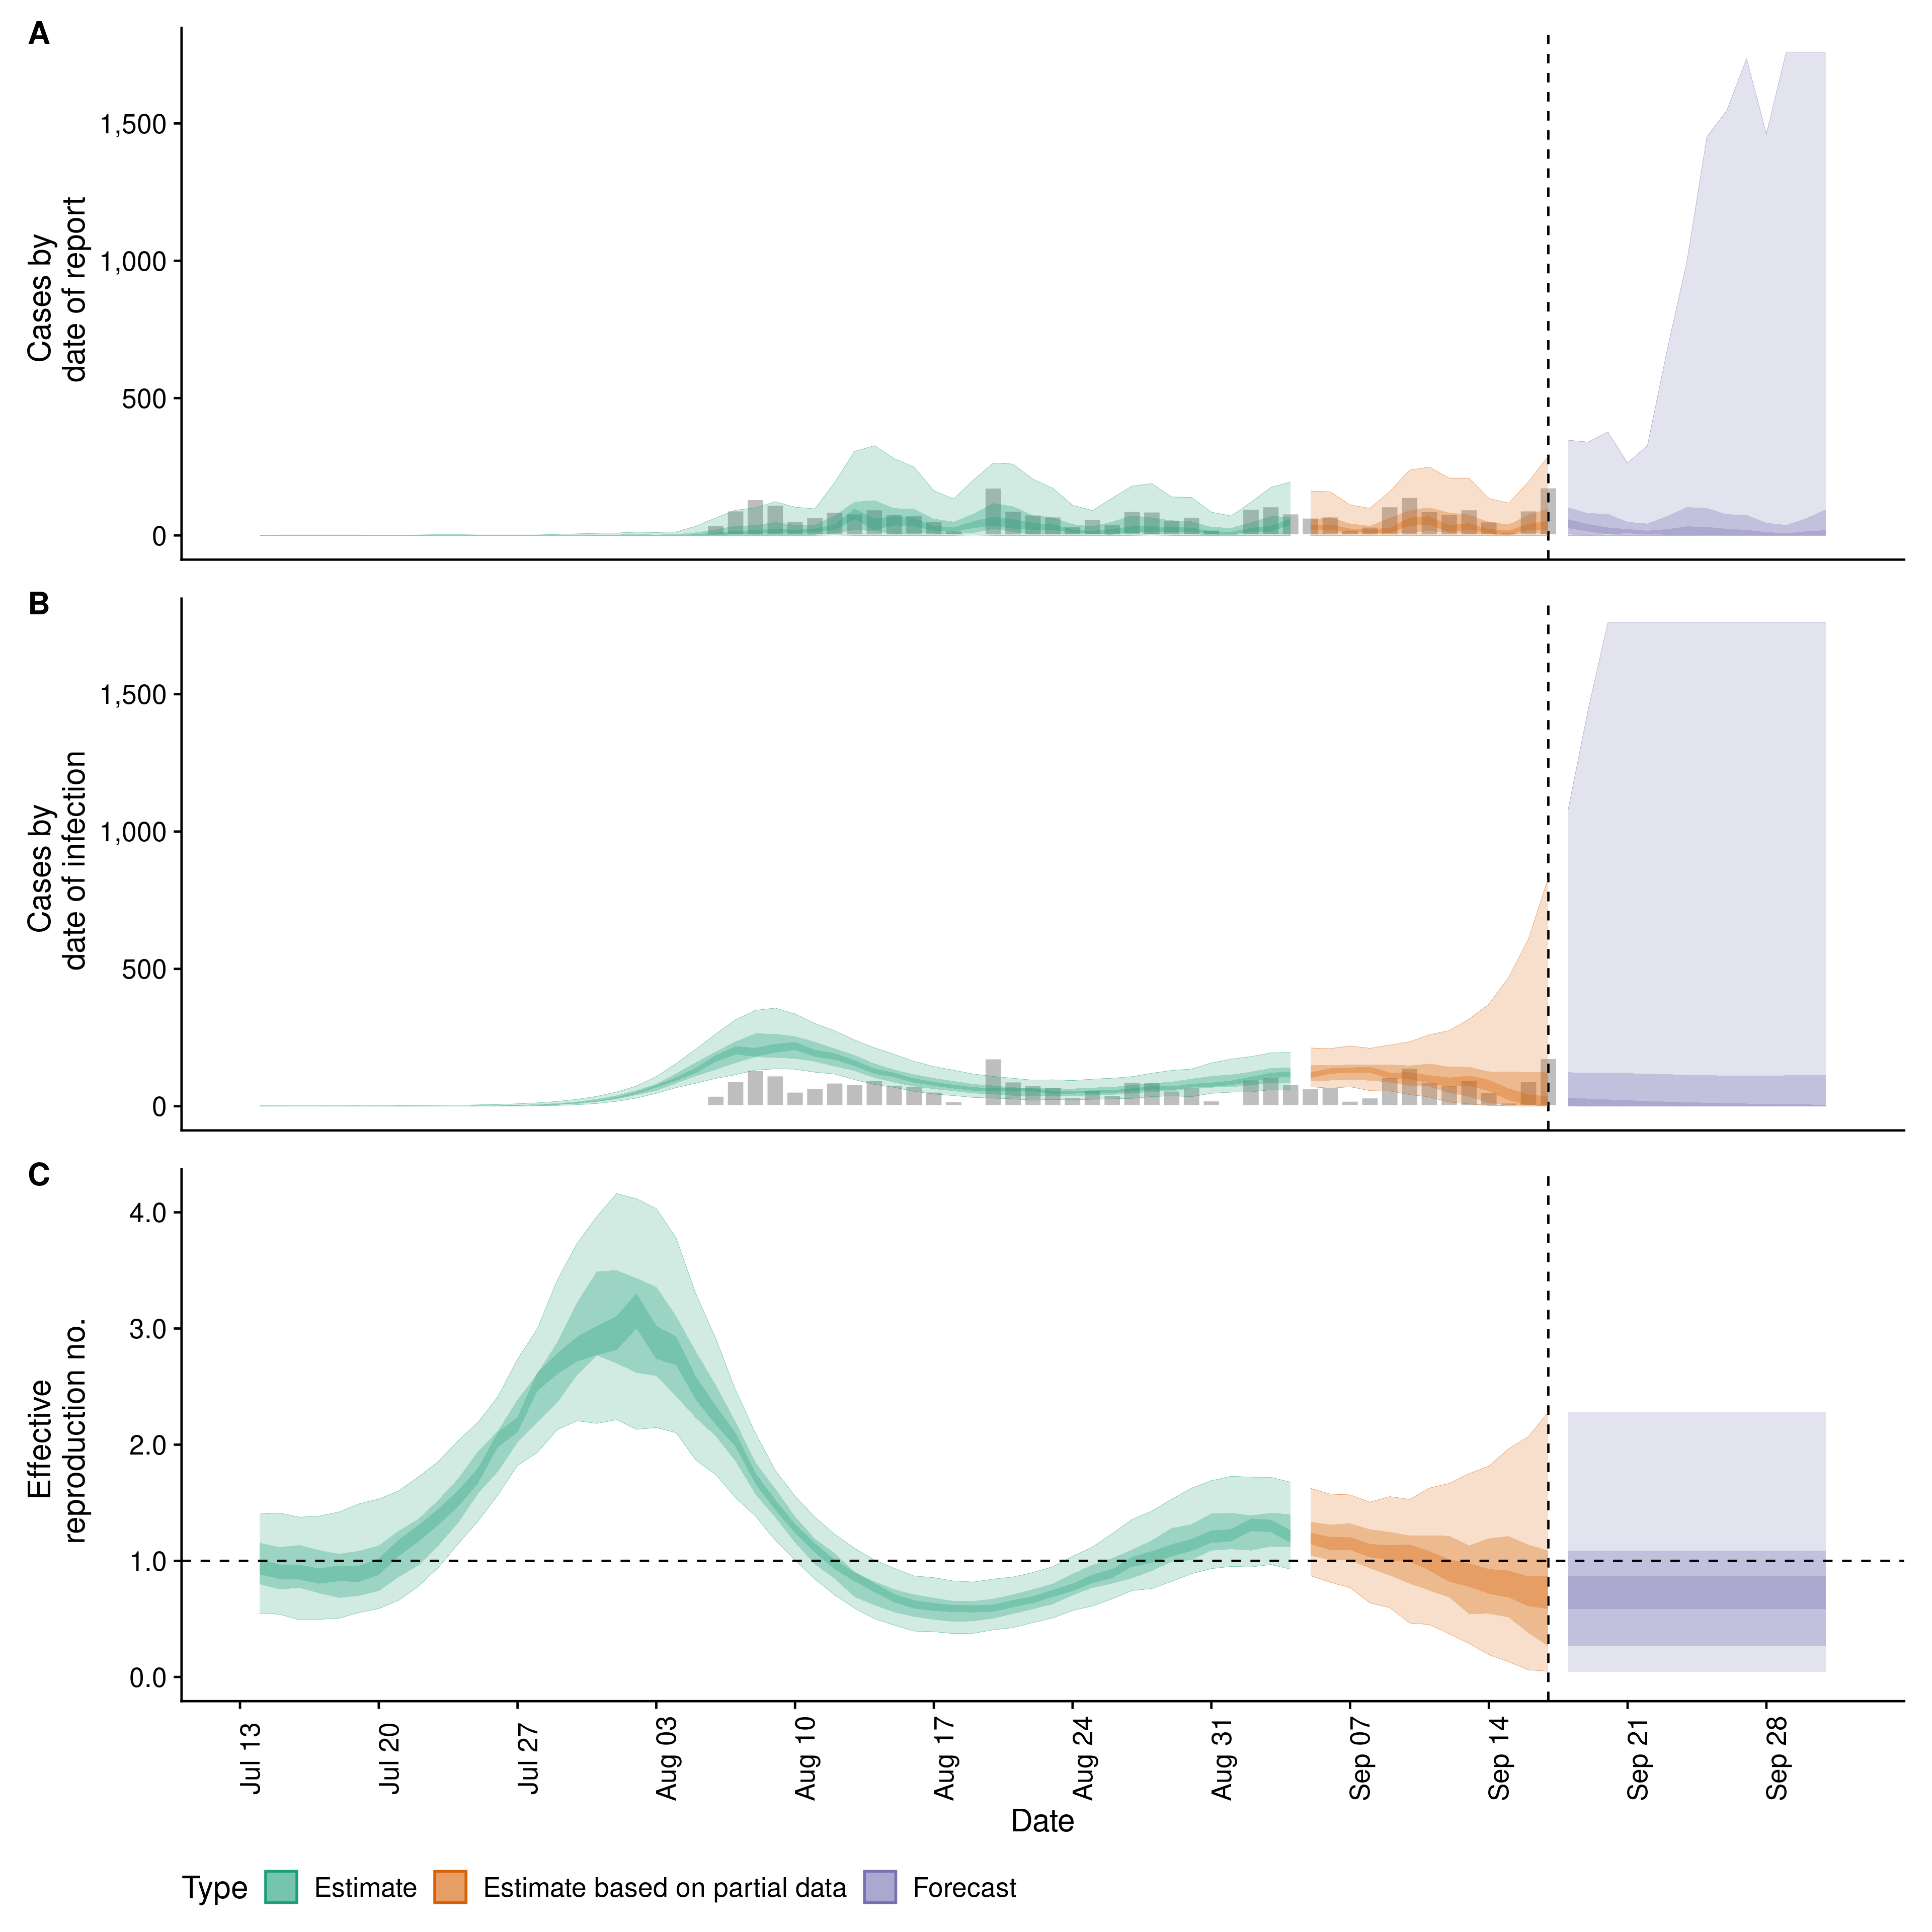 A
Cases by
date of report
1,500
1,000
500
0
B
Cases by
date of infection
1,500
1,000
500
0
C
Effective
reproduction no.
4.0
3.0
2.0
1.0
0.0
Jul 13
Jul 20
Jul 27
Aug 03
Aug 10
Aug 17
Aug 24
Aug 31
Sep 07
Sep 14
Sep 21
Sep 28
Date
Type Estimate Estimate based on partial data Forecast